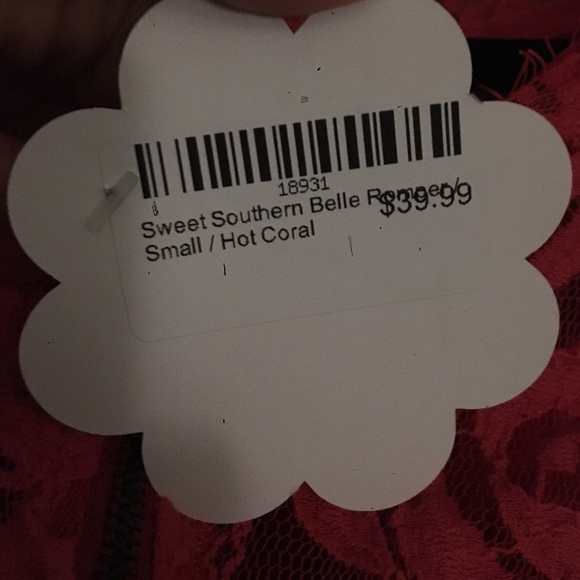 18931
Sweet Southern Belle Romper /
$39.99
Small / Hot Coral